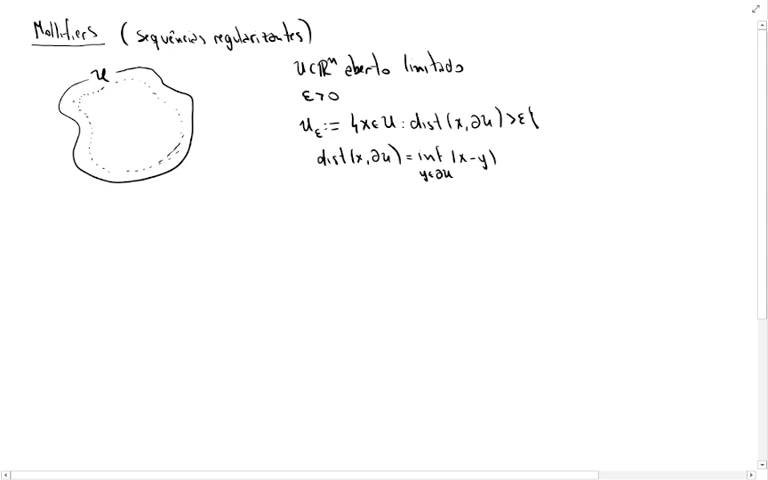 Mollifiers (sequências regularizantes)
U
U⊂ℝⁿ aberto limitado
ε>0
U_ε := {x∈U : dist(x,∂U)>ε}
dist(x,∂U) = inf |x-y|
y∈∂U